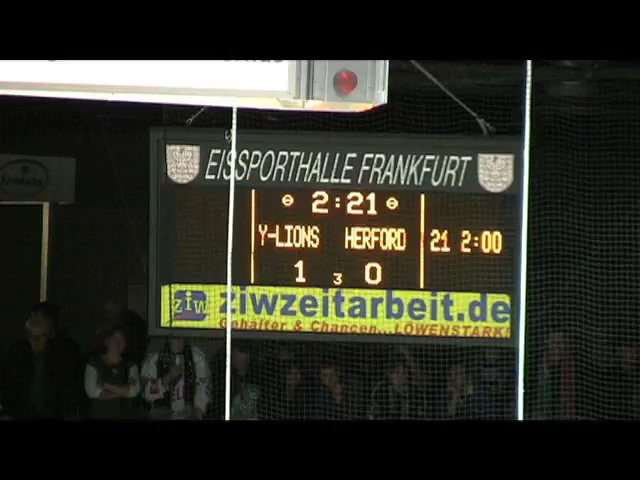 EISSPORTHALLE FRANKFURT
2:21
Y-LIONS HERFORD 21 2:00
1 3 0
ziw ziwzeitarbeit.de
Gehälter & Chancen... LÖWENSTARK!